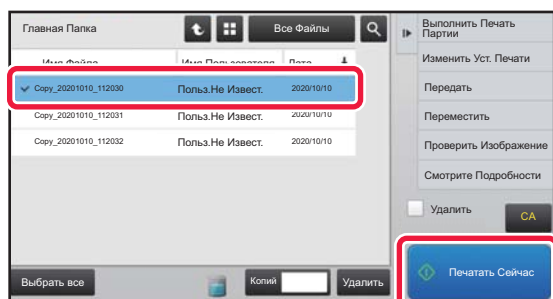 Главная Папка
Все Файлы
Имя Файла
Имя Пользователя
Дата
Copy_20201010_112030
Польз.Не Извест.
2020/10/10
Copy_20201010_112031
Польз.Не Извест.
2020/10/10
Copy_20201010_112032
Польз.Не Извест.
2020/10/10
Выбрать все
Копий
Удалить
Выполнить Печать
Партии
Изменить Уст. Печати
Передать
Переместить
Проверить Изображение
Смотрите Подробности
Удалить
CA
Печатать Сейчас